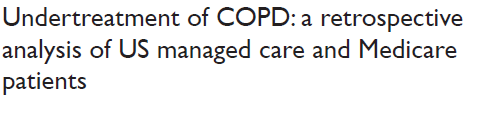 Undertreatment of COPD: a retrospective
analysis of US managed care and Medicare
patients